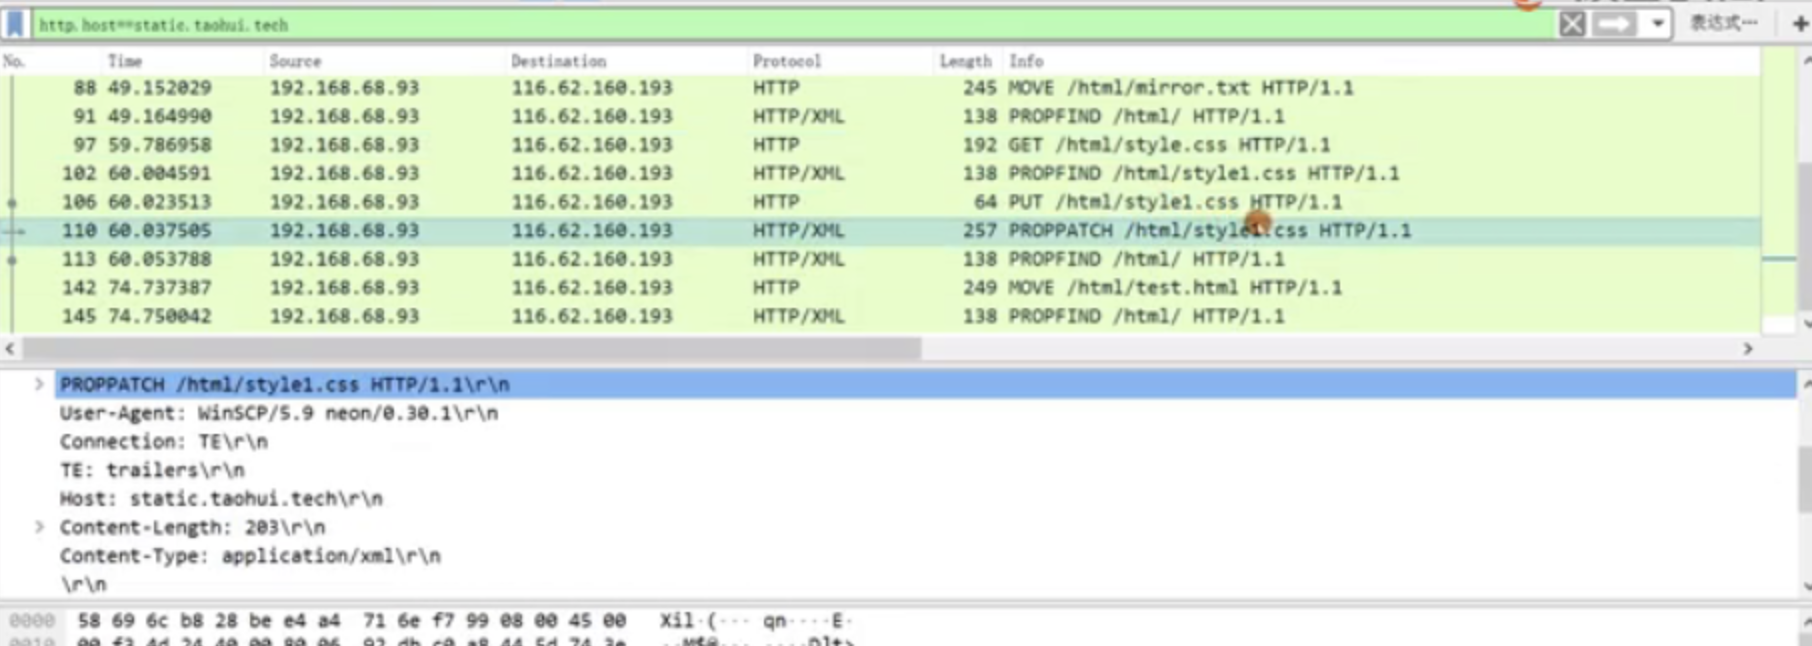 http.host==static.taohui.tech 表达式… +
No. Time Source Destination Protocol Length Info
88 49.152029 192.168.68.93 116.62.160.193 HTTP 245 MOVE /html/mirror.txt HTTP/1.1
91 49.164990 192.168.68.93 116.62.160.193 HTTP/XML 138 PROPFIND /html/ HTTP/1.1
97 59.786958 192.168.68.93 116.62.160.193 HTTP 192 GET /html/style.css HTTP/1.1
102 60.004591 192.168.68.93 116.62.160.193 HTTP/XML 138 PROPFIND /html/style1.css HTTP/1.1
106 60.023513 192.168.68.93 116.62.160.193 HTTP 64 PUT /html/style1.css HTTP/1.1
110 60.037505 192.168.68.93 116.62.160.193 HTTP/XML 257 PROPPATCH /html/style1.css HTTP/1.1
113 60.053788 192.168.68.93 116.62.160.193 HTTP/XML 138 PROPFIND /html/ HTTP/1.1
142 74.737387 192.168.68.93 116.62.160.193 HTTP 249 MOVE /html/test.html HTTP/1.1
145 74.750042 192.168.68.93 116.62.160.193 HTTP/XML 138 PROPFIND /html/ HTTP/1.1
PROPPATCH /html/style1.css HTTP/1.1\r\n
User-Agent: WinSCP/5.9 neon/0.30.1\r\n
Connection: TE\r\n
TE: trailers\r\n
Host: static.taohui.tech\r\n
Content-Length: 203\r\n
Content-Type: application/xml\r\n
\r\n
0000 58 69 6c b8 28 be e4 a4 71 6e f7 99 08 00 45 00 Xil·(··· qn····E·